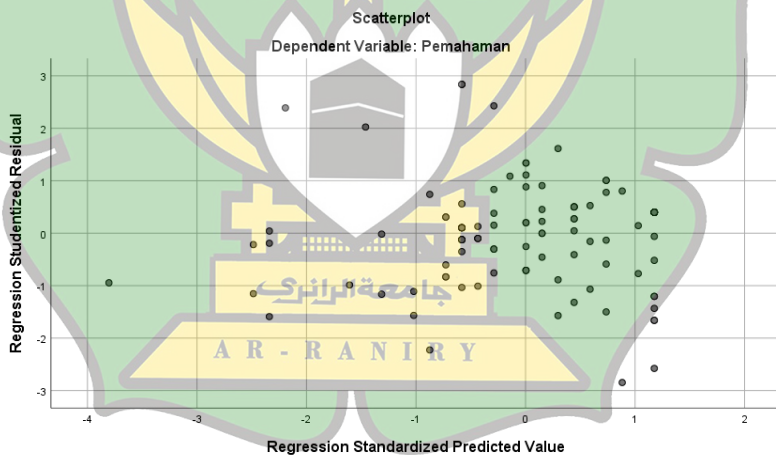 Scatterplot
Dependent Variable: Pemahaman
Regression Studentized Residual
3
2
1
0
-1
-2
-3
جامعة الرانري
AR-RANIRY
-4
-3
-2
-1
0
1
2
Regression Standardized Predicted Value